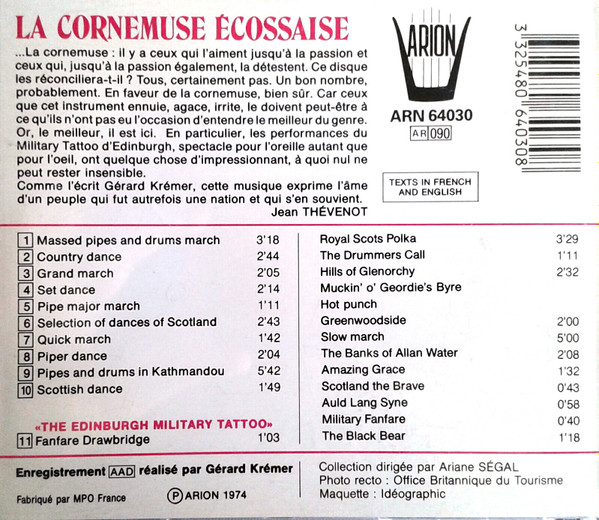 LA CORNEMUSE ÉCOSSAISE
...La cornemuse : il y a ceux qui l'aiment jusqu'à la passion et
ceux qui, jusqu'à la passion également, la détestent. Ce disque
les réconciliera-t-il ? Tous, certainement pas. Un bon nombre,
probablement. En faveur de la cornemuse, bien sûr. Car ceux
que cet instrument ennuie, agace, irrite, le doivent peut-être à
ce qu'ils n'ont pas eu l'occasion d'entendre le meilleur du genre.
Or, le meilleur, il est ici. En particulier, les performances du
Military Tattoo d'Edinburgh, spectacle pour l'oreille autant que
pour l'oeil, ont quelque chose d'impressionnant, à quoi nul ne
peut rester insensible.
Comme l'écrit Gérard Krémer, cette musique exprime l'âme
d'un peuple qui fut autrefois une nation et qui s'en souvient.
Jean THÉVENOT
ARION
ARN 64030
AR 090
3 325480 640308
TEXTS IN FRENCH
AND ENGLISH
1 Massed pipes and drums march 3'18
2 Country dance 2'44
3 Grand march 2'05
4 Set dance 2'14
5 Pipe major march 1'11
6 Selection of dances of Scotland 2'43
7 Quick march 1'42
8 Piper dance 2'04
9 Pipes and drums in Kathmandou 5'42
10 Scottish dance 1'49
«THE EDINBURGH MILITARY TATTOO»
11 Fanfare Drawbridge 1'03
Royal Scots Polka 3'29
The Drummers Call 1'11
Hills of Glenorchy 2'32
Muckin' o' Geordie's Byre
Hot punch
Greenwoodside 2'00
Slow march 5'00
The Banks of Allan Water 2'08
Amazing Grace 1'32
Scotland the Brave 0'43
Auld Lang Syne 0'58
Military Fanfare 0'40
The Black Bear 1'18
Enregistrement AAD réalisé par Gérard Krémer
Fabriqué par MPO France
Ⓟ ARION 1974
Collection dirigée par Ariane SÉGAL
Photo recto : Office Britannique du Tourisme
Maquette : Idéographic